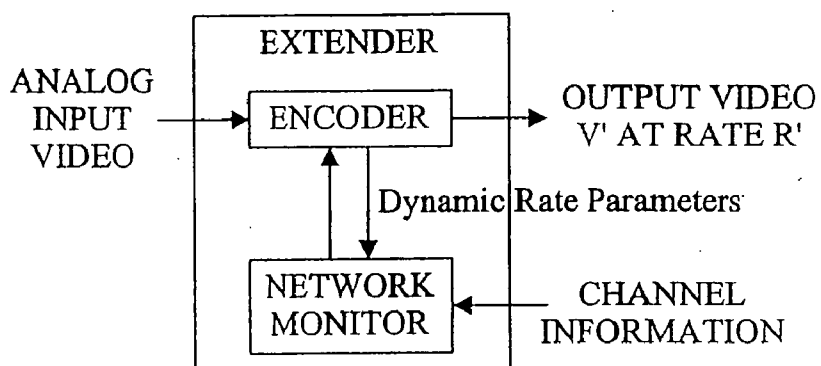 EXTENDER
ANALOG
INPUT
VIDEO
ENCODER
OUTPUT VIDEO
V' AT RATE R'
Dynamic Rate Parameters
NETWORK
MONITOR
CHANNEL
INFORMATION